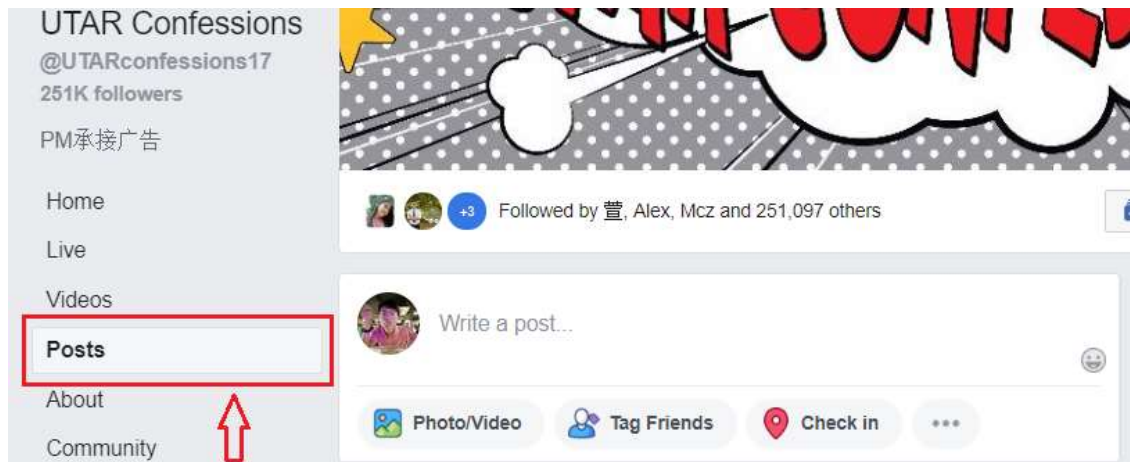 UTAR Confessions
@UTARconfessions17
251K followers
PM承接广告
Home
Live
Videos
Posts
About
Community
+3 Followed by 萱, Alex, Mcz and 251,097 others
Write a post...
Photo/Video Tag Friends Check in